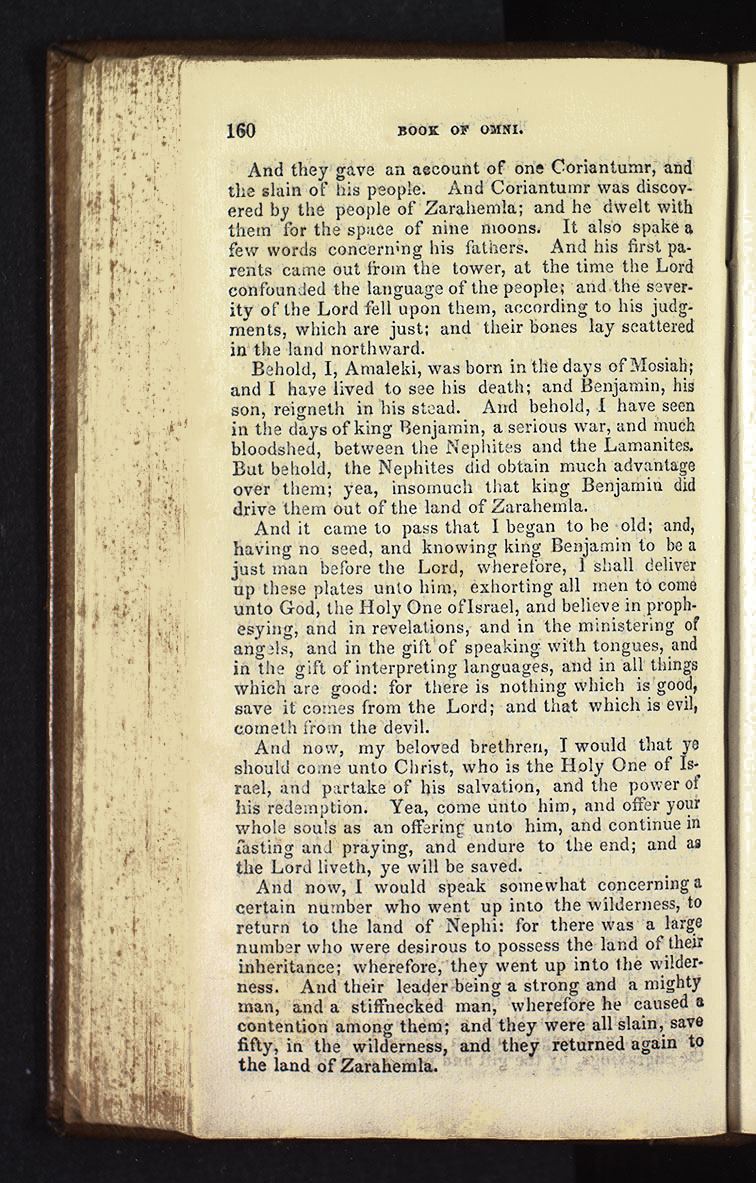 160 BOOK OF OMNI.
And they gave an account of one Coriantumr, and
the slain of his people. And Coriantumr was discov-
ered by the people of Zarahemla; and he dwelt with
them for the space of nine moons. It also spake a
few words concerning his fathers. And his first pa-
rents came out from the tower, at the time the Lord
confounded the language of the people; and the sever-
ity of the Lord fell upon them, according to his judg-
ments, which are just; and their bones lay scattered
in the land northward.
Behold, I, Amaleki, was born in the days of Mosiah;
and I have lived to see his death; and Benjamin, his
son, reigneth in his stead. And behold, I have seen
in the days of king Benjamin, a serious war, and much
bloodshed, between the Nephites and the Lamanites.
But behold, the Nephites did obtain much advantage
over them; yea, insomuch that king Benjamin did
drive them out of the land of Zarahemla.
And it came to pass that I began to be old; and,
having no seed, and knowing king Benjamin to be a
just man before the Lord, wherefore, I shall deliver
up these plates unto him, exhorting all men to come
unto God, the Holy One of Israel, and believe in proph-
esying, and in revelations, and in the ministering of
angels, and in the gift of speaking with tongues, and
in the gift of interpreting languages, and in all things
which are good: for there is nothing which is good,
save it comes from the Lord; and that which is evil,
cometh from the devil.
And now, my beloved brethren, I would that ye
should come unto Christ, who is the Holy One of Is-
rael, and partake of his salvation, and the power of
his redemption. Yea, come unto him, and offer your
whole souls as an offering unto him, and continue in
fasting and praying, and endure to the end; and as
the Lord liveth, ye will be saved.
And now, I would speak somewhat concerning a
certain number who went up into the wilderness, to
return to the land of Nephi: for there was a large
number who were desirous to possess the land of their
inheritance; wherefore, they went up into the wilder-
ness. And their leader being a strong and a mighty
man, and a stiffnecked man, wherefore he caused a
contention among them; and they were all slain, save
fifty, in the wilderness, and they returned again to
the land of Zarahemla.